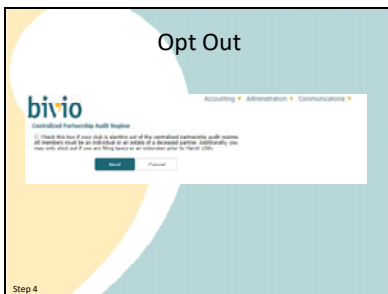 Opt Out
bivio
Accounting Administration Communications
Centralized Partnership Audit Regime
Check this box if your club is electing out of the centralized partnership audit regime.
All members must be an individual or an estate of a deceased partner. Additionally, you
may only elect out if you are filing taxes or an extension prior to March 15th.
Next Cancel
Step 4